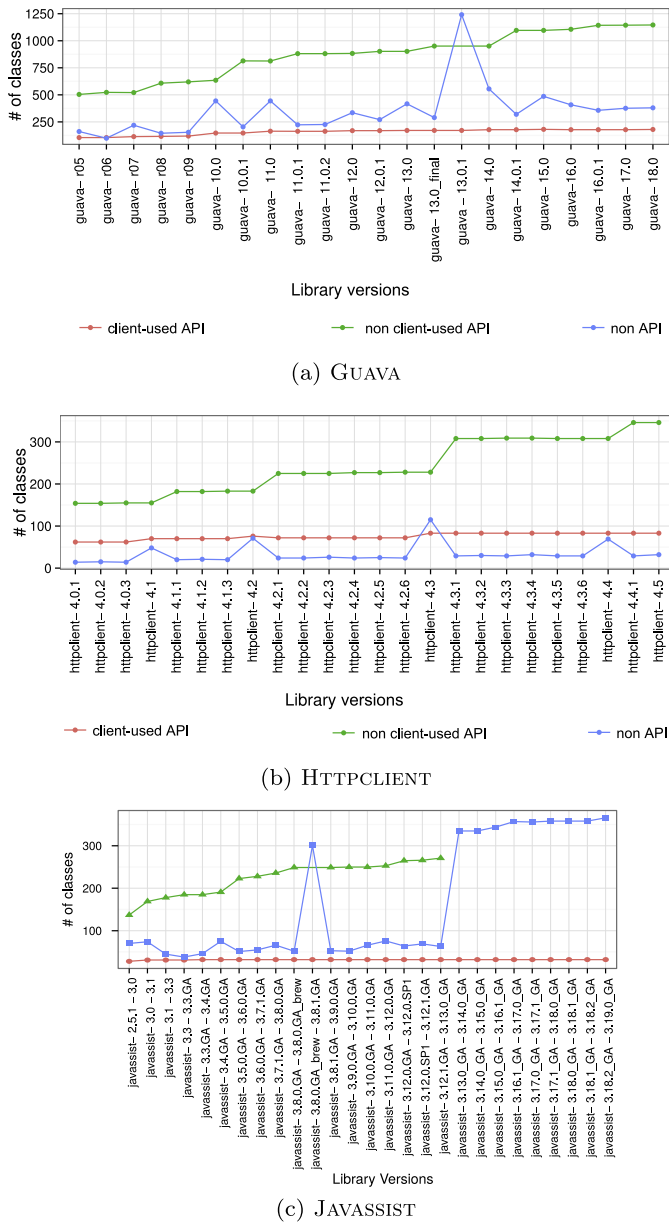 1250
1000
750
500
250
# of classes
guava− r05
guava− r06
guava− r07
guava− r08
guava− r09
guava− 10.0
guava− 10.0.1
guava− 11.0
guava− 11.0.1
guava− 11.0.2
guava− 12.0
guava− 12.0.1
guava− 13.0
guava− 13.0_final
guava − 13.0.1
guava− 14.0
guava− 14.0.1
guava− 15.0
guava−16.0
guava− 16.0.1
guava− 17.0
guava− 18.0
Library versions
client−used API non client−used API non API
(a) GUAVA
300
200
100
0
# of classes
httpclient− 4.0.1
httpclient− 4.0.2
httpclient− 4.0.3
httpclient− 4.1
httpclient− 4.1.1
httpclient− 4.1.2
httpclient− 4.1.3
httpclient− 4.2
httpclient− 4.2.1
httpclient− 4.2.2
httpclient− 4.2.3
httpclient− 4.2.4
httpclient− 4.2.5
httpclient− 4.2.6
httpclient− 4.3
httpclient− 4.3.1
httpclient− 4.3.2
httpclient− 4.3.3
httpclient− 4.3.4
httpclient− 4.3.5
httpclient− 4.3.6
httpclient− 4.4
httpclient− 4.4.1
httpclient− 4.5
Library versions
client−used API non client−used API non API
(b) HTTPCLIENT
300
200
100
# of classes
javassist− 2.5.1 − 3.0
javassist− 3.0 − 3.1
javassist− 3.1 − 3.3
javassist− 3.3 − 3.3.GA
javassist− 3.3.GA − 3.4.GA
javassist− 3.4.GA − 3.5.0.GA
javassist− 3.5.0.GA − 3.6.0.GA
javassist− 3.6.0.GA − 3.7.1.GA
javassist− 3.7.1.GA − 3.8.0.GA
javassist− 3.8.0.GA − 3.8.0.GA_brew
javassist− 3.8.0.GA_brew − 3.8.1.GA
javassist− 3.8.1.GA − 3.9.0.GA
javassist− 3.9.0.GA − 3.10.0.GA
javassist− 3.10.0.GA − 3.11.0.GA
javassist− 3.11.0.GA − 3.12.0.GA
javassist− 3.12.0.GA − 3.12.0.SP1
javassist− 3.12.0.SP1 − 3.12.1.GA
javassist− 3.12.1.GA − 3.13.0_GA
javassist− 3.13.0_GA − 3.14.0_GA
javassist− 3.14.0_GA − 3.15.0_GA
javassist− 3.15.0_GA − 3.16.1_GA
javassist− 3.16.1_GA − 3.17.0_GA
javassist− 3.17.0_GA − 3.17.1_GA
javassist− 3.17.1_GA − 3.18.0_GA
javassist− 3.18.0_GA − 3.18.1_GA
javassist− 3.18.1_GA − 3.18.2_GA
javassist− 3.18.2_GA − 3.19.0_GA
Library Versions
(c) JAVASSIST